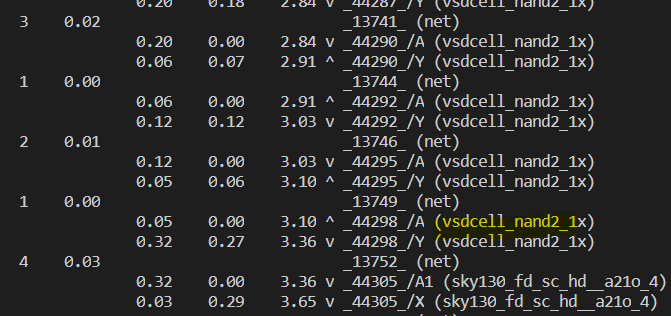 0.20 0.18 2.84 v _44287_/Y (vsdcell_nand2_1x)
3 0.02 _13741_ (net)
0.20 0.00 2.84 v _44290_/A (vsdcell_nand2_1x)
0.06 0.07 2.91 ^ _44290_/Y (vsdcell_nand2_1x)
1 0.00 _13744_ (net)
0.06 0.00 2.91 ^ _44292_/A (vsdcell_nand2_1x)
0.12 0.12 3.03 v _44292_/Y (vsdcell_nand2_1x)
2 0.01 _13746_ (net)
0.12 0.00 3.03 v _44295_/A (vsdcell_nand2_1x)
0.05 0.06 3.10 ^ _44295_/Y (vsdcell_nand2_1x)
1 0.00 _13749_ (net)
0.05 0.00 3.10 ^ _44298_/A (vsdcell_nand2_1x)
0.32 0.27 3.36 v _44298_/Y (vsdcell_nand2_1x)
4 0.03 _13752_ (net)
0.32 0.00 3.36 v _44305_/A1 (sky130_fd_sc_hd__a21o_4)
0.03 0.29 3.65 v _44305_/X (sky130_fd_sc_hd__a21o_4)